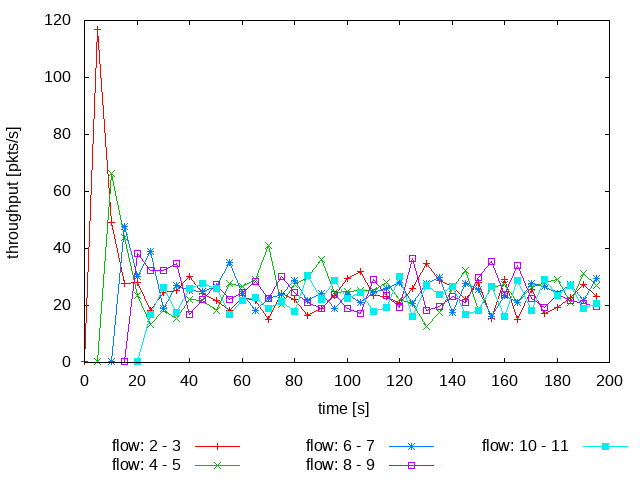 120
100
80
60
40
20
0
throughput [pkts/s]
0 20 40 60 80 100 120 140 160 180 200
time [s]
flow: 2 - 3 flow: 6 - 7 flow: 10 - 11
flow: 4 - 5 flow: 8 - 9